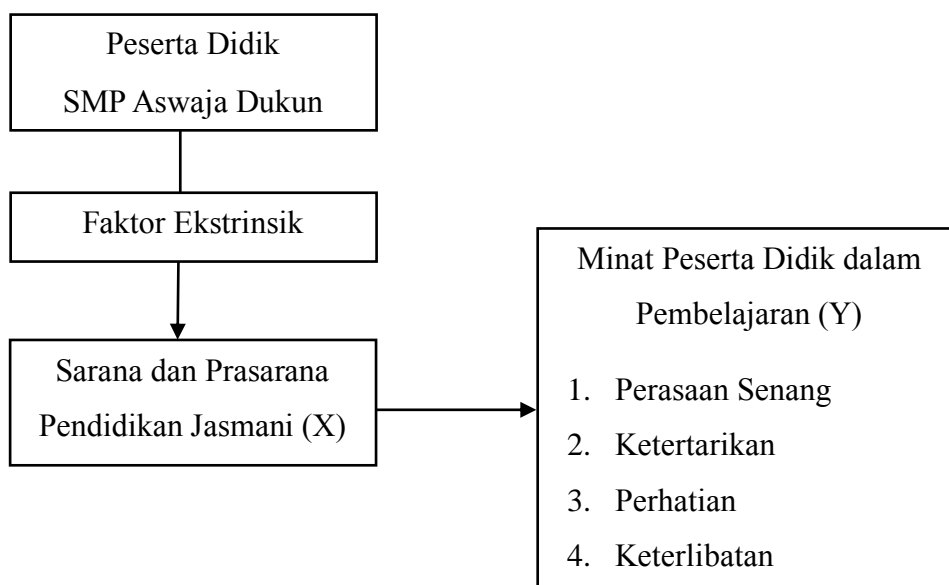 Peserta Didik
SMP Aswaja Dukun
Faktor Ekstrinsik
Sarana dan Prasarana
Pendidikan Jasmani (X)
Minat Peserta Didik dalam
Pembelajaran (Y)
1. Perasaan Senang
2. Ketertarikan
3. Perhatian
4. Keterlibatan